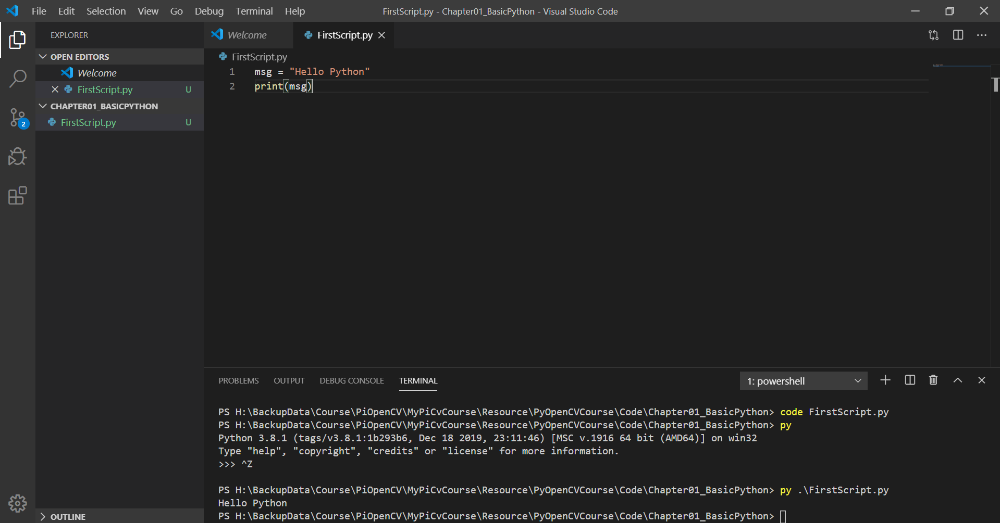 File Edit Selection View Go Debug Terminal Help FirstScript.py - Chapter01_BasicPython - Visual Studio Code
EXPLORER
OPEN EDITORS
Welcome
FirstScript.py U
CHAPTER01_BASICPYTHON
FirstScript.py U
2
OUTLINE
Welcome FirstScript.py
FirstScript.py
1 msg = "Hello Python"
2 print(msg)
PROBLEMS OUTPUT DEBUG CONSOLE TERMINAL 1: powershell
PS H:\BackupData\Course\PiOpenCV\MyPiCvCourse\Resource\PyOpenCVCourse\Code\Chapter01_BasicPython> code FirstScript.py
PS H:\BackupData\Course\PiOpenCV\MyPiCvCourse\Resource\PyOpenCVCourse\Code\Chapter01_BasicPython> py
Python 3.8.1 (tags/v3.8.1:1b293b6, Dec 18 2019, 23:11:46) [MSC v.1916 64 bit (AMD64)] on win32
Type "help", "copyright", "credits" or "license" for more information.
>>> ^Z
PS H:\BackupData\Course\PiOpenCV\MyPiCvCourse\Resource\PyOpenCVCourse\Code\Chapter01_BasicPython> py .\FirstScript.py
Hello Python
PS H:\BackupData\Course\PiOpenCV\MyPiCvCourse\Resource\PyOpenCVCourse\Code\Chapter01_BasicPython>